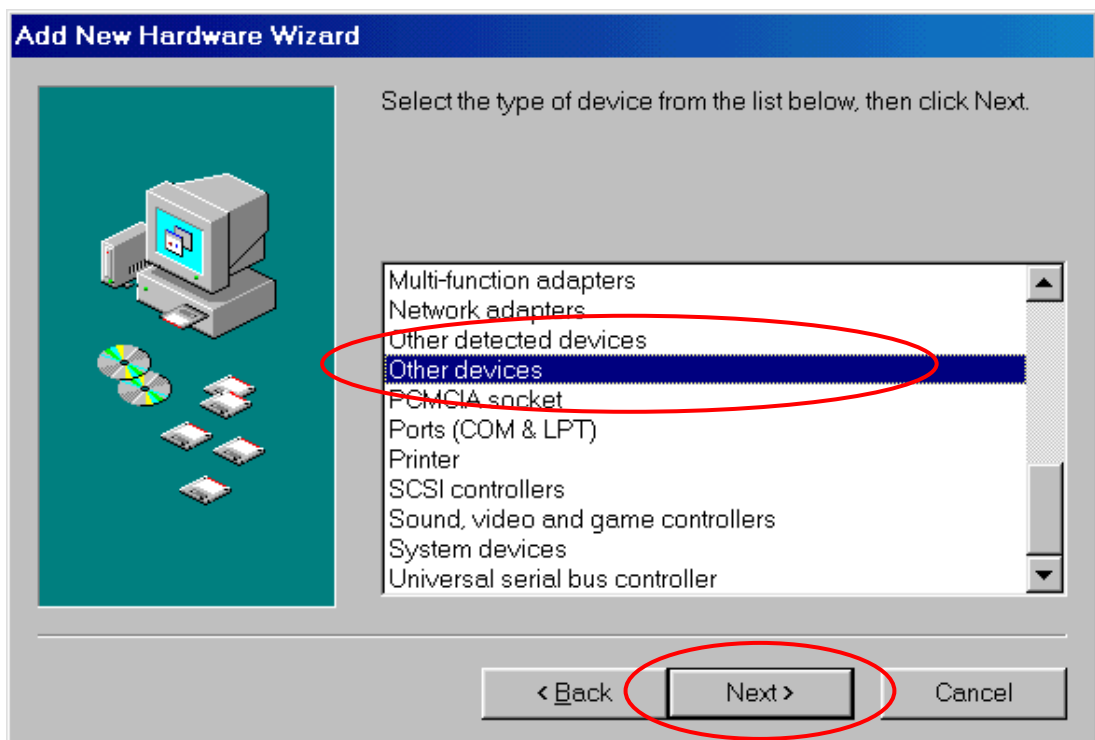 Add New Hardware Wizard
Select the type of device from the list below, then click Next.
Multi-function adapters
Network adapters
Other detected devices
Other devices
PCMCIA socket
Ports (COM & LPT)
Printer
SCSI controllers
Sound, video and game controllers
System devices
Universal serial bus controller
< Back Next > Cancel